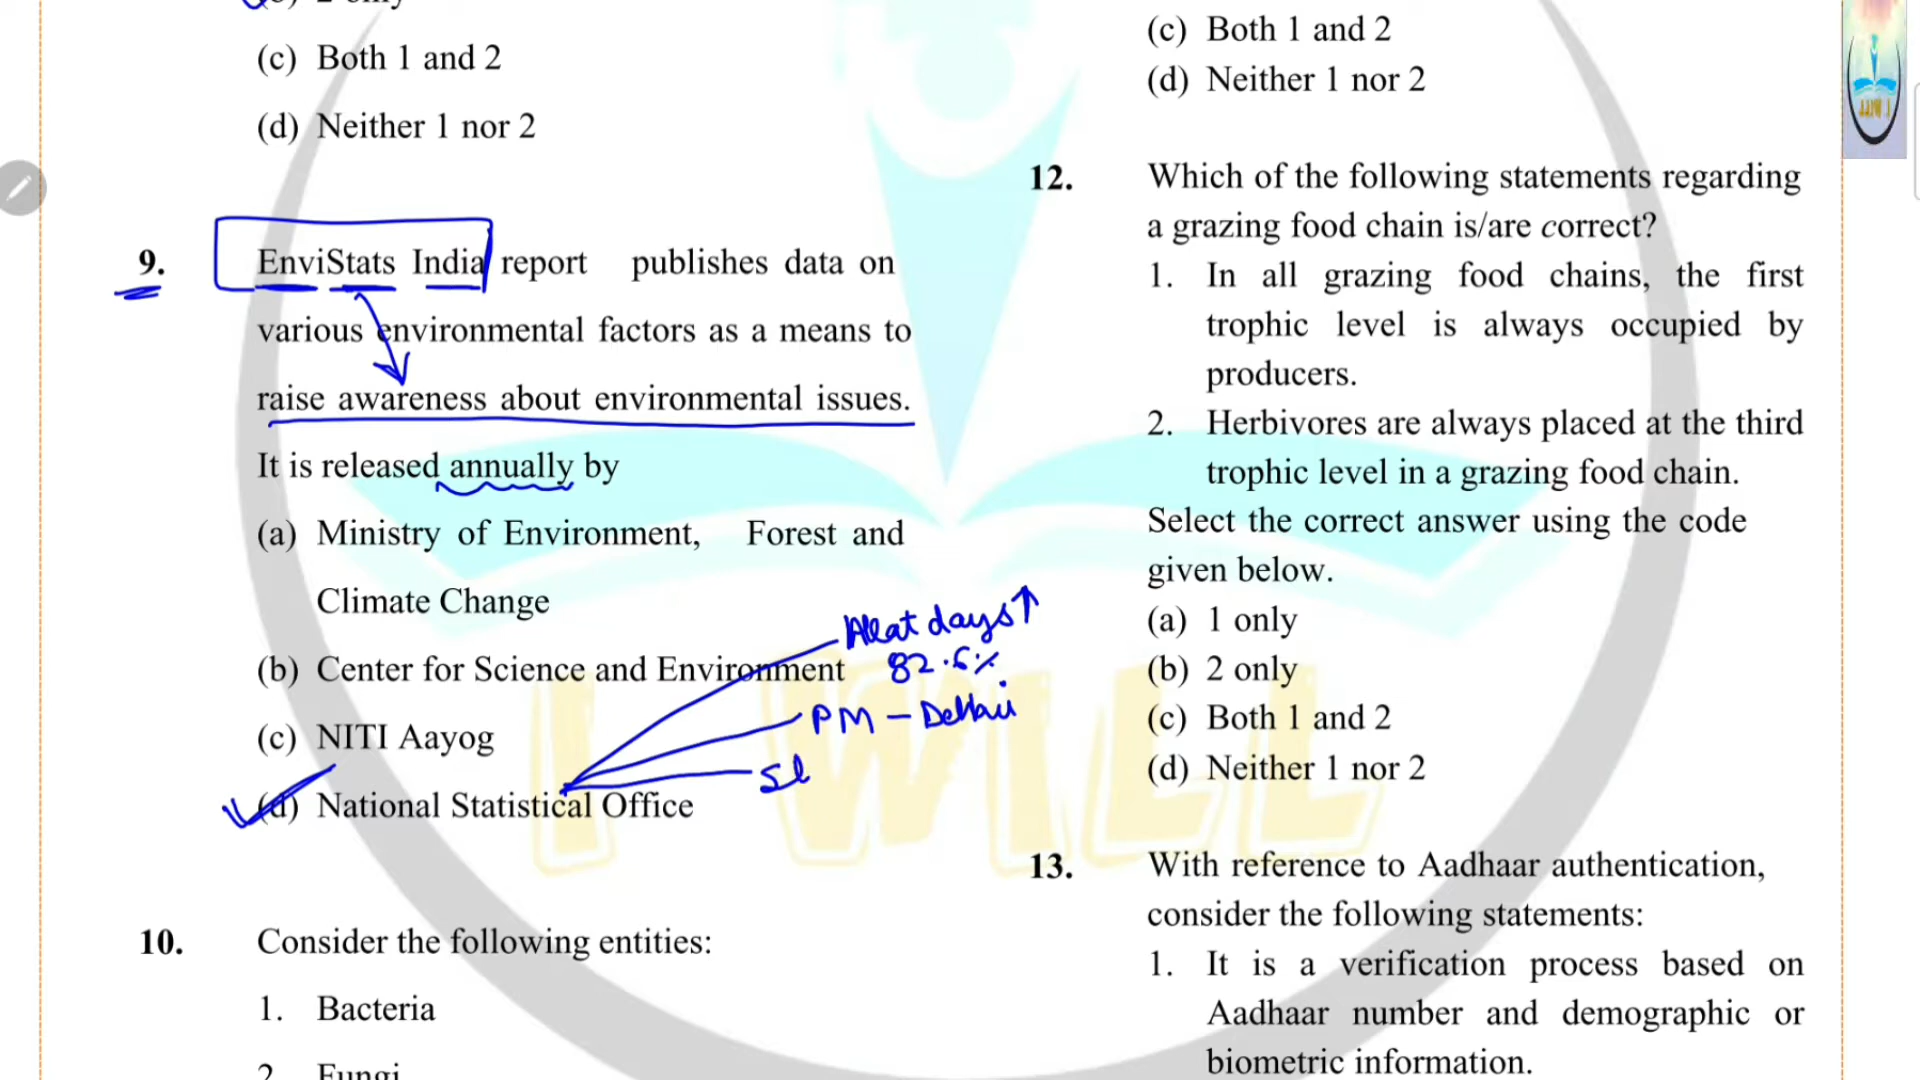 (c) Both 1 and 2
(d) Neither 1 nor 2
9. EnviStats India report publishes data on
various environmental factors as a means to
raise awareness about environmental issues.
It is released annually by
(a) Ministry of Environment, Forest and
Climate Change
(b) Center for Science and Environment
(c) NITI Aayog
(d) National Statistical Office
Heat days ↑
82.6%
PM –
10. Consider the following entities:
1. Bacteria
2. Fungi
(c) Both 1 and 2
(d) Neither 1 nor 2
12. Which of the following statements regarding
a grazing food chain is/are correct?
1. In all grazing food chains, the first
trophic level is always occupied by
producers.
2. Herbivores are always placed at the third
trophic level in a grazing food chain.
Select the correct answer using the code
given below.
(a) 1 only
(b) 2 only
(c) Both 1 and 2
(d) Neither 1 nor 2
13. With reference to Aadhaar authentication,
consider the following statements:
1. It is a verification process based on
Aadhaar number and demographic or
biometric information.
I WILL